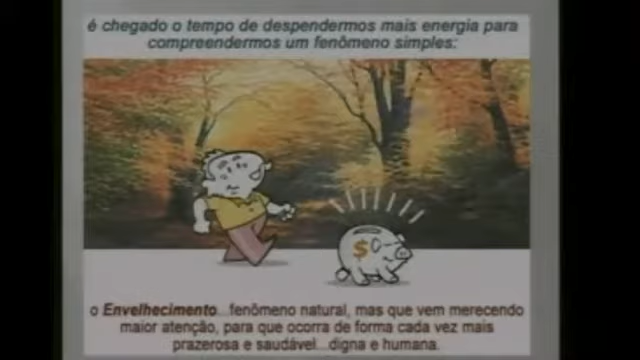 é chegado o tempo de despendermos mais energia para
compreendermos um fenômeno simples:
$
o Envelhecimento...fenômeno natural, mas que vem merecendo
maior atenção, para que ocorra de forma cada vez mais
prazerosa e saudável...digna e humana.